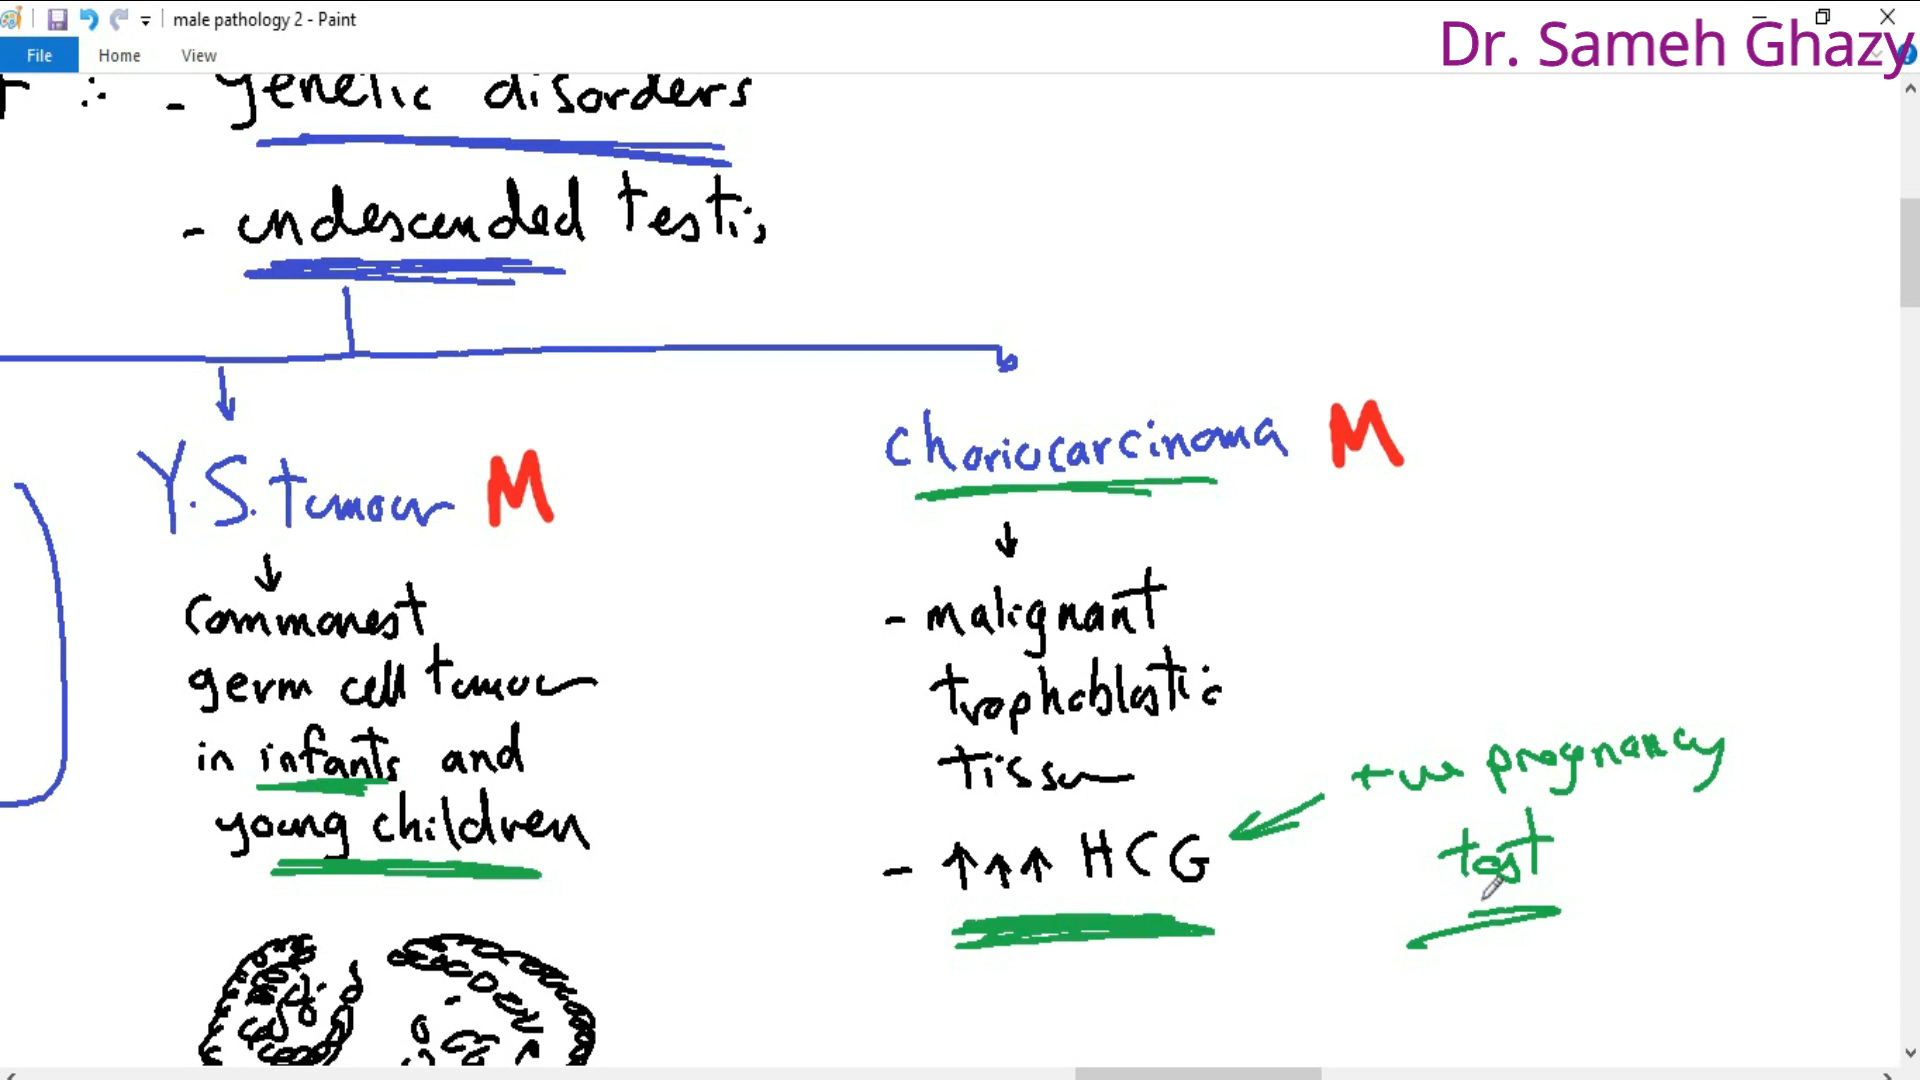 male pathology 2 - Paint
Dr. Sameh Ghazy
File Home View
- genetic disorders
- undescended testis
Y.S. tumour M
Commonest
germ cell tumour
in infants and
young children
Choriocarcinoma M
- malignant
trophoblastic
tissue
- ↑↑↑ HCG
+ve pregnancy
test